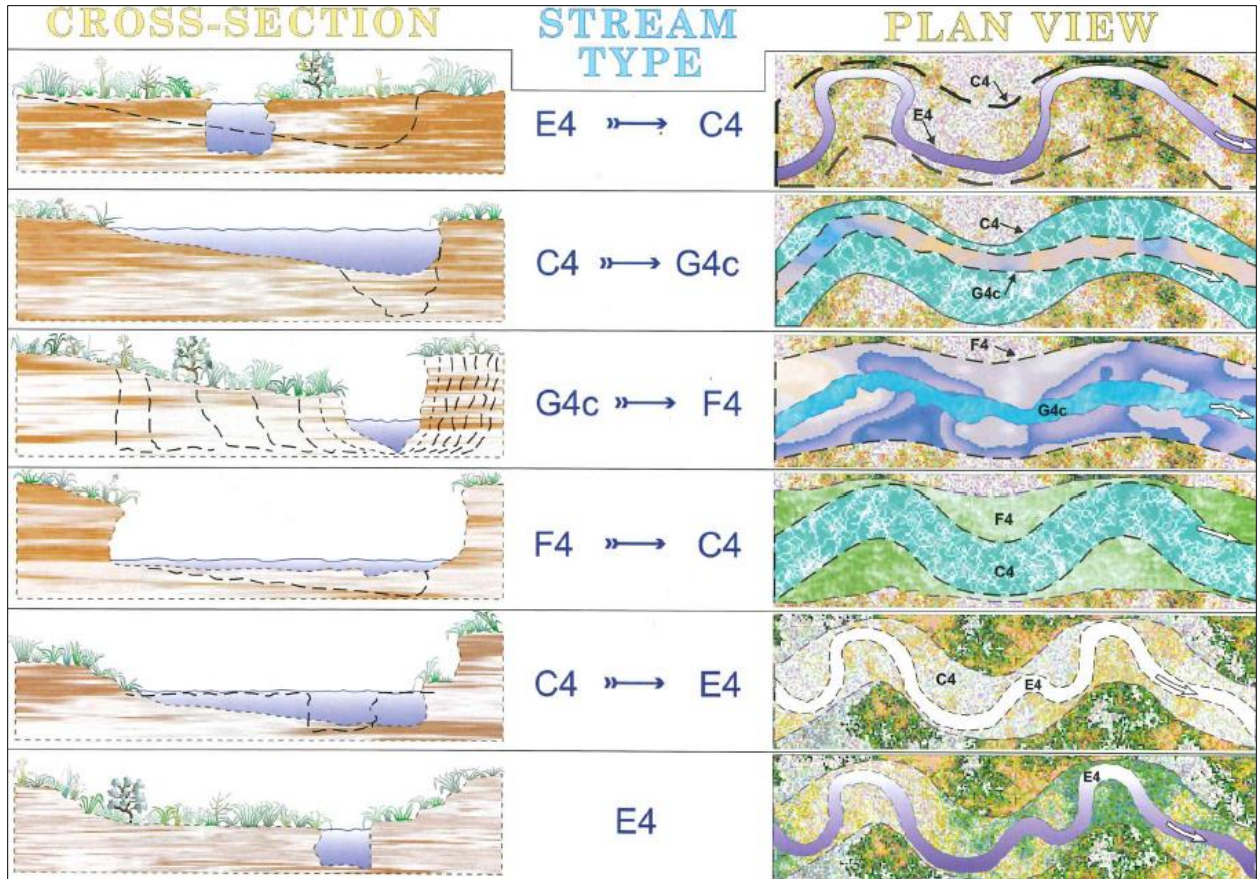 CROSS-SECTION
STREAM
TYPE
PLAN VIEW
E4 »→ C4
C4
E4
C4 »→ G4c
C4
G4c
G4c »→ F4
F4
G4c
F4 »→ C4
F4
C4
C4 »→ E4
C4
E4
E4
E4